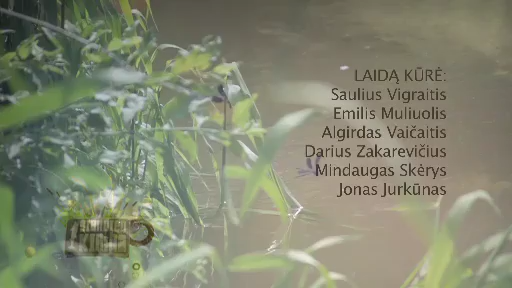 LAIDĄ KŪRĖ:
Saulius Vigraitis
Emilis Muliuolis
Algirdas Vaičaitis
Darius Zakarevičius
Mindaugas Skėrys
Jonas Jurkūnas